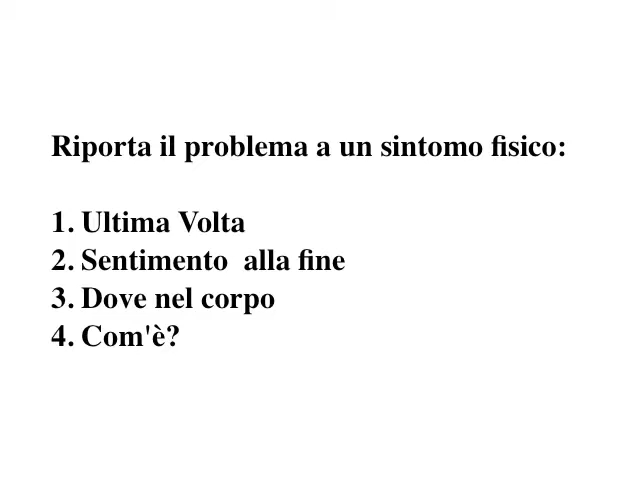 Riporta il problema a un sintomo fisico:
1. Ultima Volta
2. Sentimento  alla fine
3. Dove nel corpo
4. Com'è?